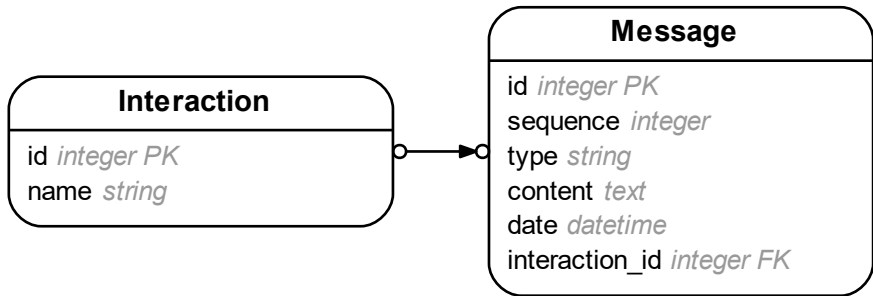 Interaction
id integer PK
name string
Message
id integer PK
sequence integer
type string
content text
date datetime
interaction_id integer FK